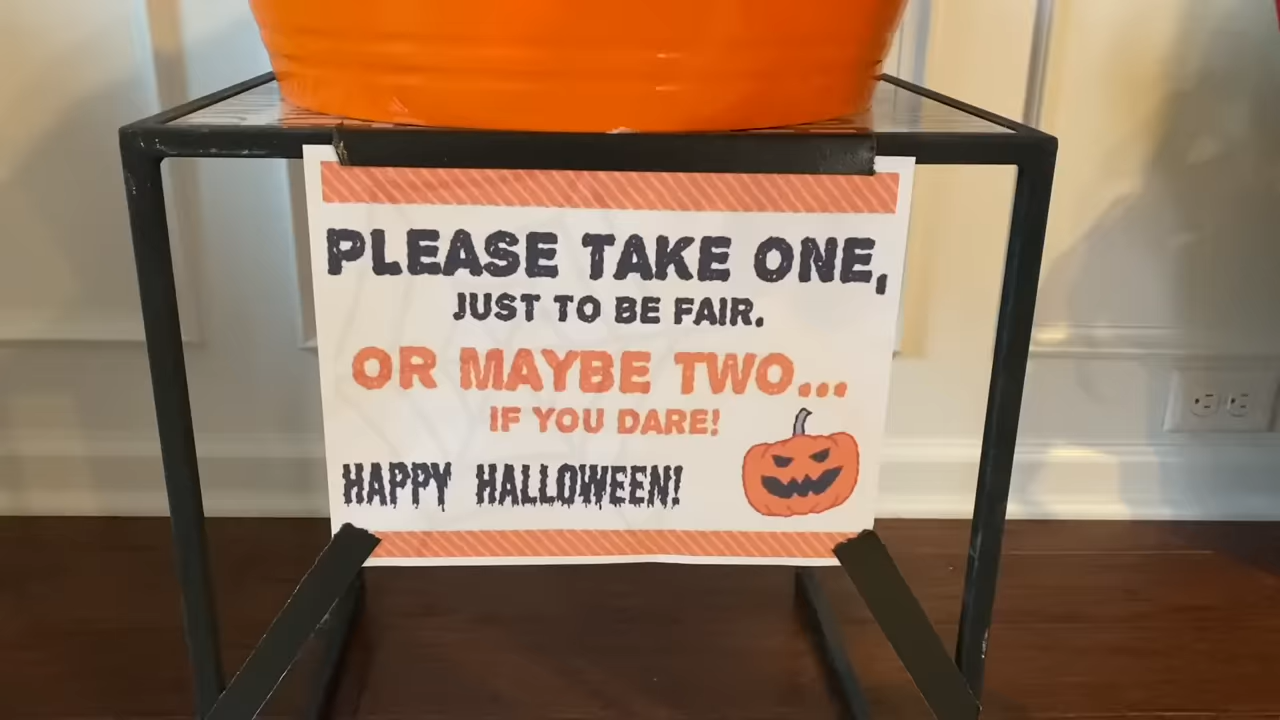 PLEASE TAKE ONE,
JUST TO BE FAIR.
OR MAYBE TWO...
IF YOU DARE!
HAPPY HALLOWEEN!